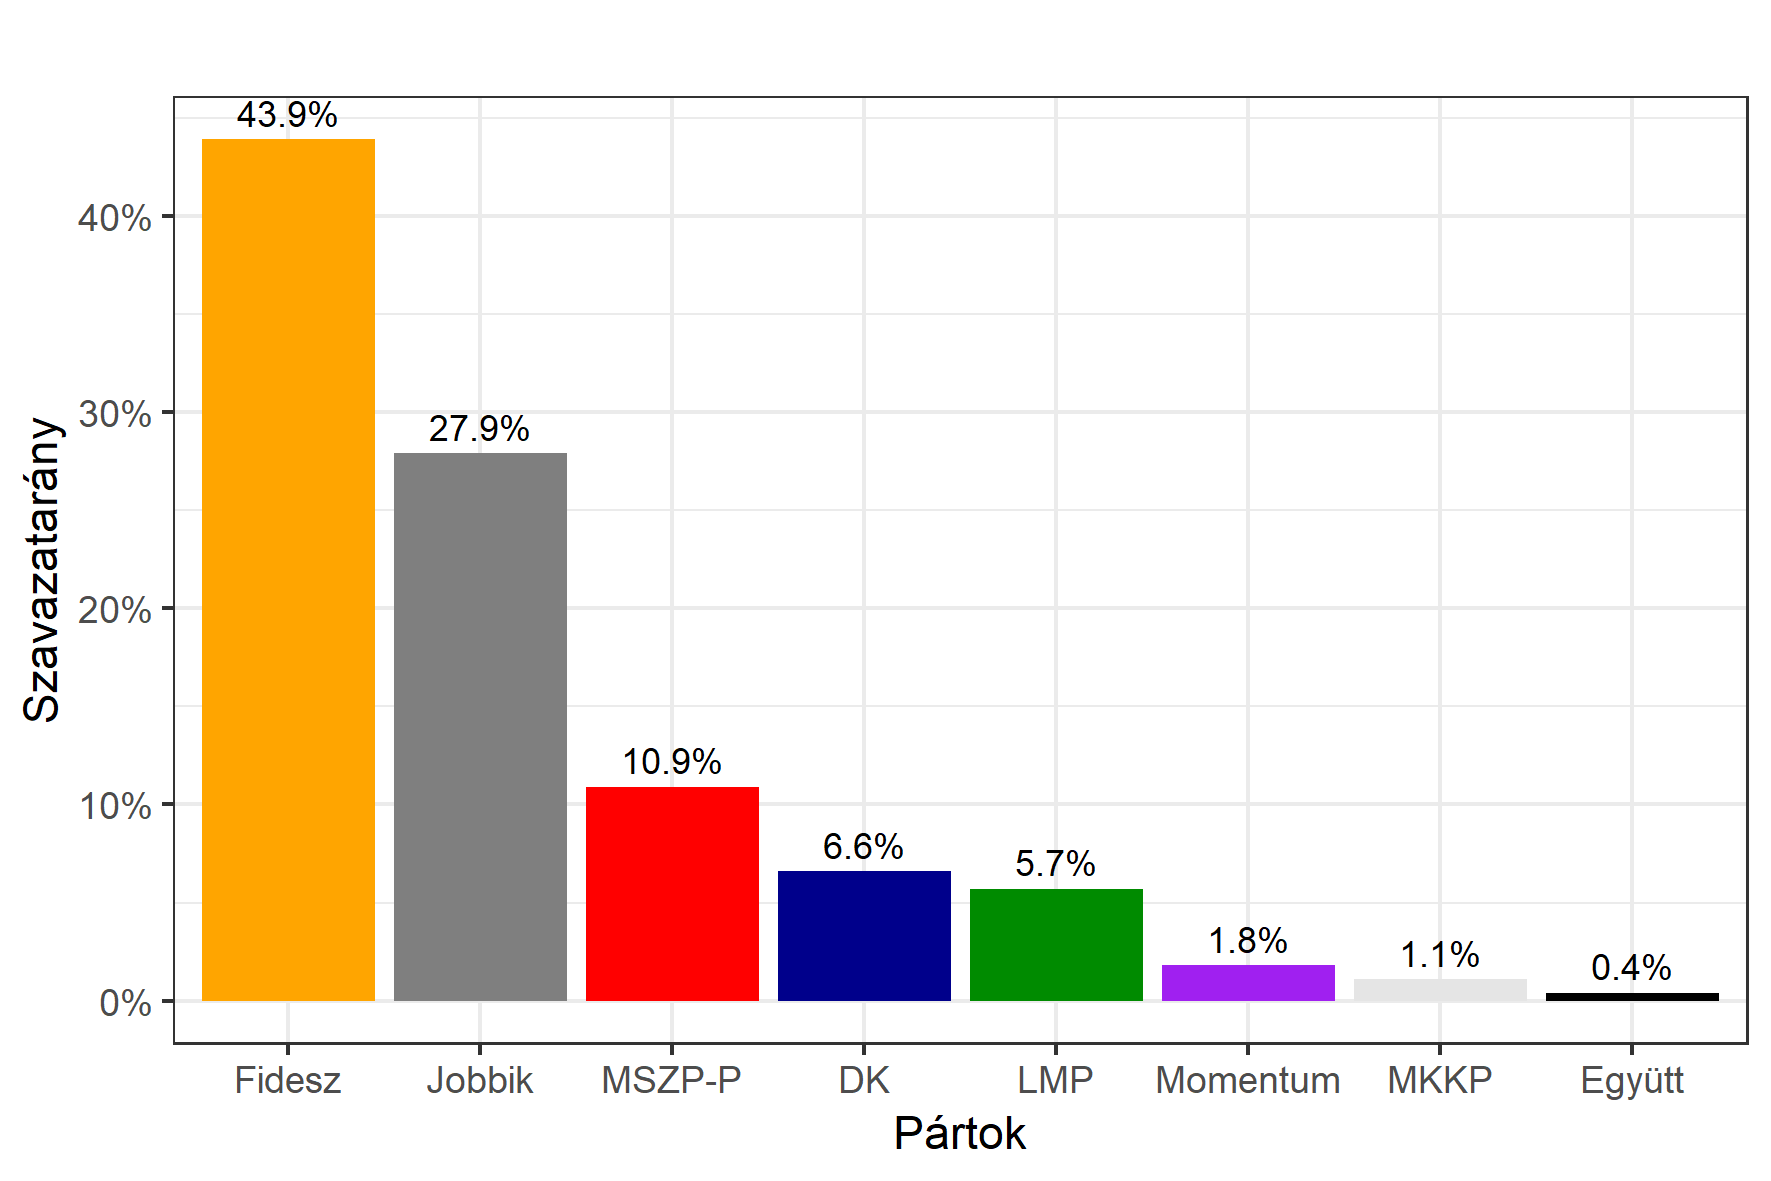 43.9%
27.9%
10.9%
6.6%
5.7%
1.8%
1.1%
0.4%
40%
30%
20%
10%
0%
Szavazatarány
Fidesz
Jobbik
MSZP-P
DK
LMP
Momentum
MKKP
Együtt
Pártok